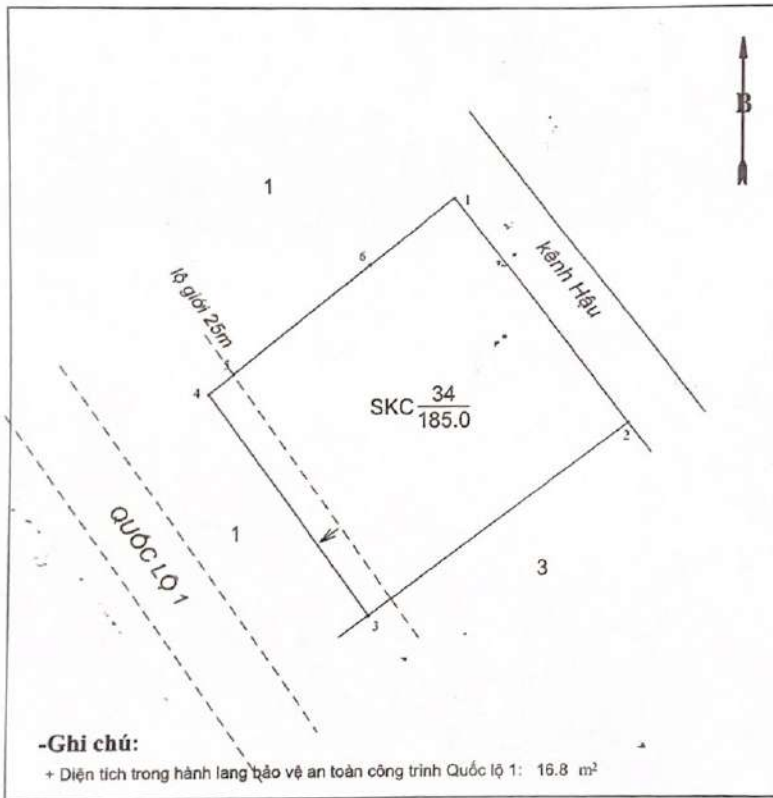 B
1
1
6
kênh Hậu
lộ giới 25m
5
4
SKC 34
185.0
2
QUỐC LỘ 1
1
3
3
-Ghi chú:
+ Diện tích trong hành lang bảo vệ an toàn công trình Quốc lộ 1: 16.8 m²